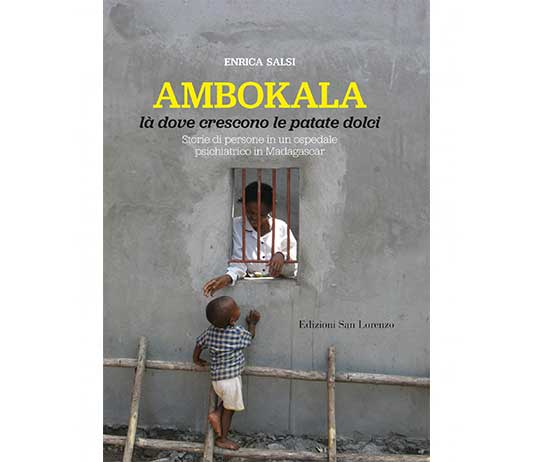 ENRICA SALSI
AMBOKALA
là dove crescono le patate dolci
Storie di persone in un ospedale
psichiatrico in Madagascar
Edizioni San Lorenzo